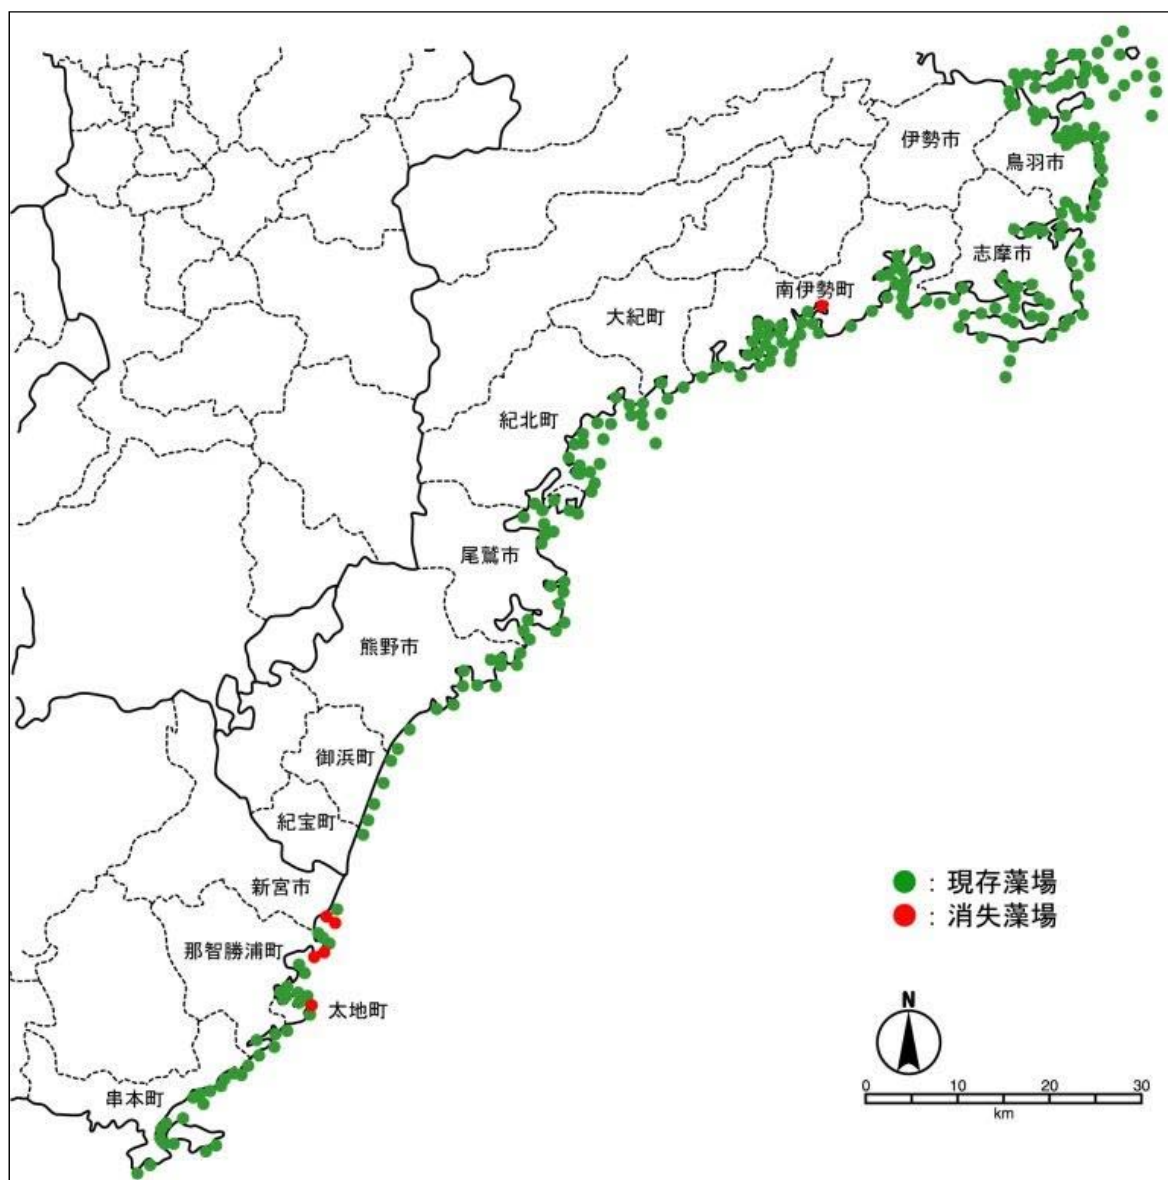 伊勢市
鳥羽市
志摩市
南伊勢町
大紀町
紀北町
尾鷲市
熊野市
御浜町
紀宝町
新宮市
那智勝浦町
太地町
串本町
：現存藻場
：消失藻場
N
0 10 20 30
km